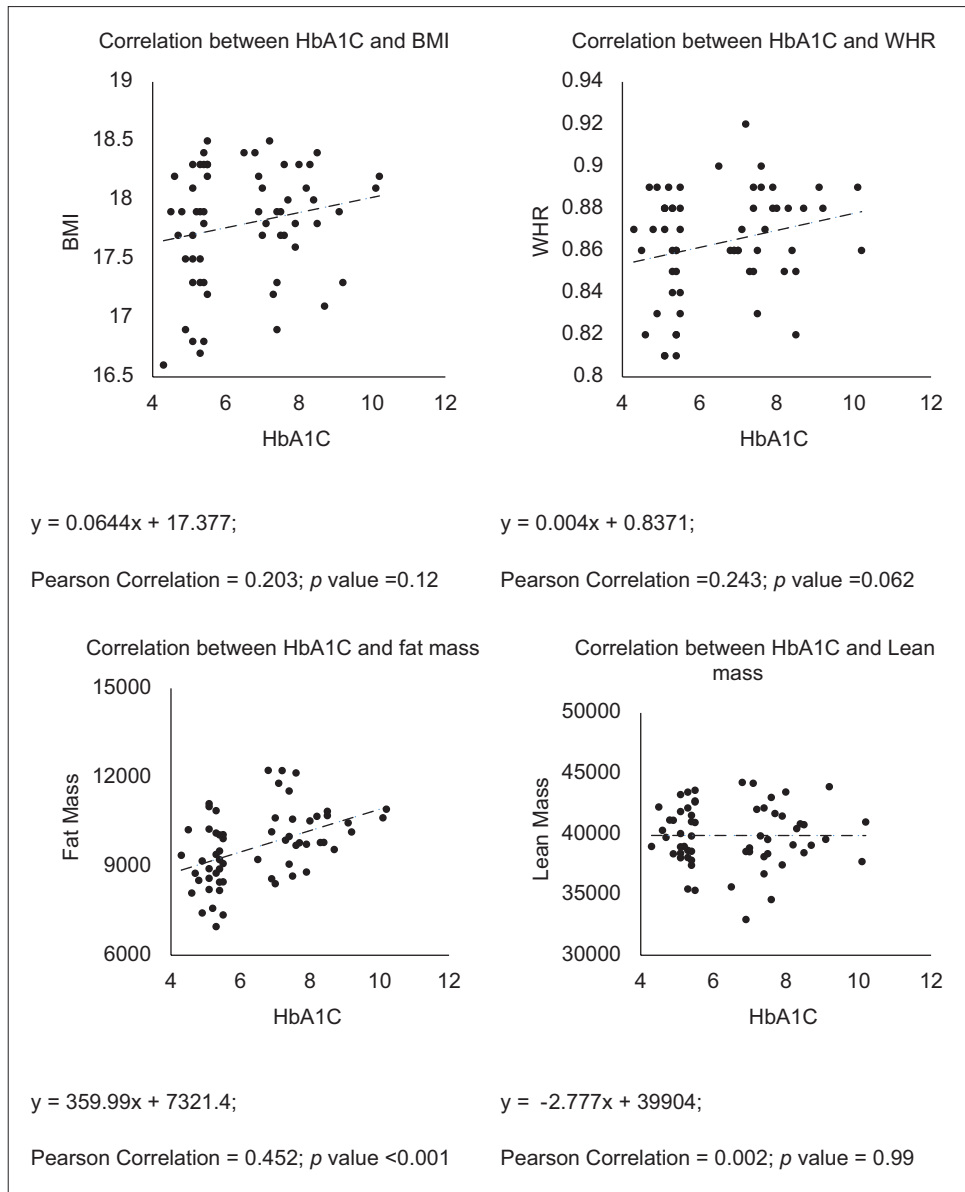 Correlation between HbA1C and BMI
19
18.5
18
17.5
17
16.5
BMI
4 6 8 10 12
HbA1C
y = 0.0644x + 17.377;
Pearson Correlation = 0.203; p value =0.12
Correlation between HbA1C and WHR
0.94
0.92
0.9
0.88
0.86
0.84
0.82
0.8
WHR
4 6 8 10 12
HbA1C
y = 0.004x + 0.8371;
Pearson Correlation =0.243; p value =0.062
Correlation between HbA1C and fat mass
15000
12000
9000
6000
Fat Mass
4 6 8 10 12
HbA1C
y = 359.99x + 7321.4;
Pearson Correlation = 0.452; p value <0.001
Correlation between HbA1C and Lean
mass
50000
45000
40000
35000
30000
Lean Mass
4 6 8 10 12
HbA1C
y = -2.777x + 39904;
Pearson Correlation = 0.002; p value = 0.99